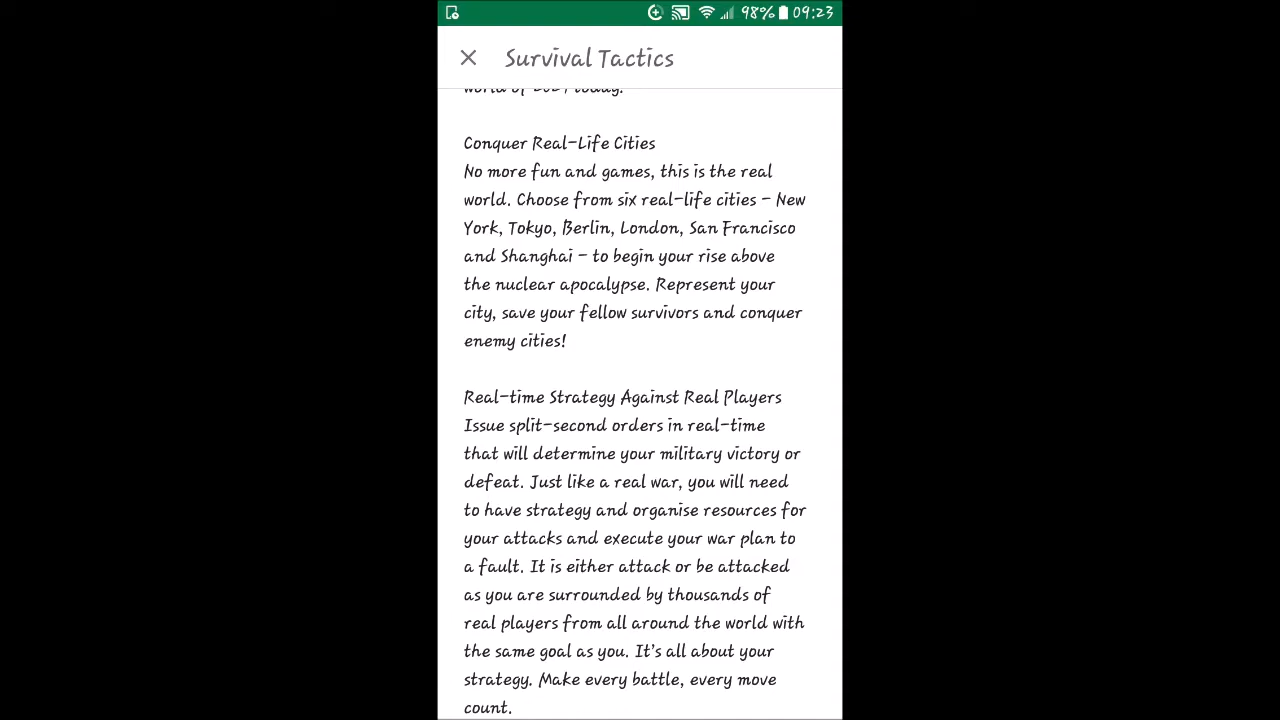 98% 09:23
Survival Tactics
world of today.
Conquer Real-Life Cities
No more fun and games, this is the real
world. Choose from six real-life cities - New
York, Tokyo, Berlin, London, San Francisco
and Shanghai - to begin your rise above
the nuclear apocalypse. Represent your
city, save your fellow survivors and conquer
enemy cities!
Real-time Strategy Against Real Players
Issue split-second orders in real-time
that will determine your military victory or
defeat. Just like a real war, you will need
to have strategy and organise resources for
your attacks and execute your war plan to
a fault. It is either attack or be attacked
as you are surrounded by thousands of
real players from all around the world with
the same goal as you. It's all about your
strategy. Make every battle, every move
count.